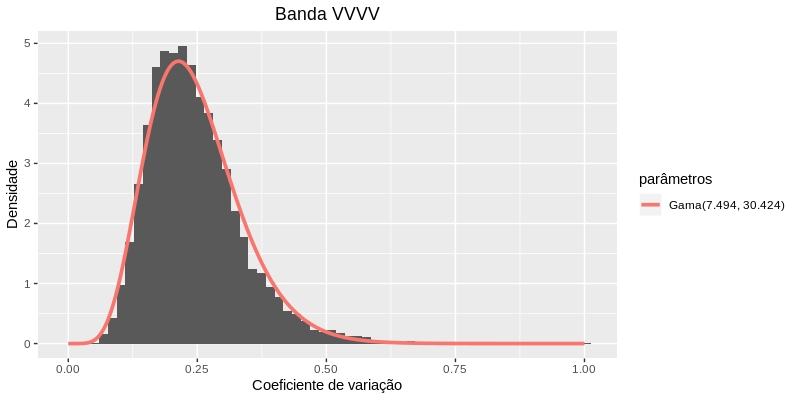 Banda VVVV
Densidade
5
4
3
2
1
0
0.00 0.25 0.50 0.75 1.00
Coeficiente de variação
parâmetros
Gama(7.494, 30.424)